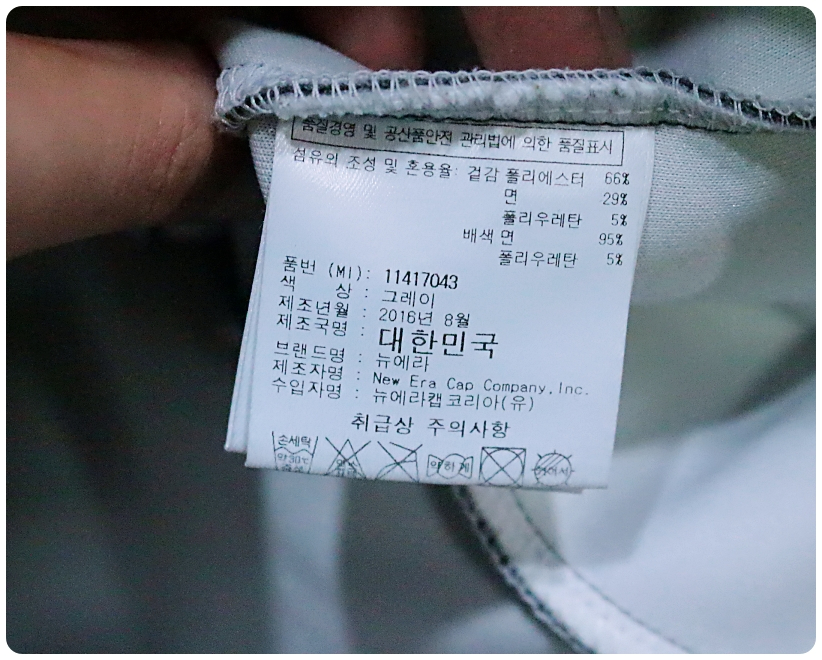 품질경영 및 공산품안전 관리법에 의한 품질표시
섬유의 조성 및 혼용율: 겉감 폴리에스터 66%
면 29%
폴리우레탄 5%
배색 면 95%
폴리우레탄 5%
품번 (MI): 11417043
색 상 : 그레이
제조년월 : 2016년 8월
제조국명 : 대한민국
브랜드명 : 뉴에라
제조자명 : New Era Cap Company,Inc.
수입자명 : 뉴에라캡코리아(유)
취급상 주의사항
손세탁
약30℃ 약하게